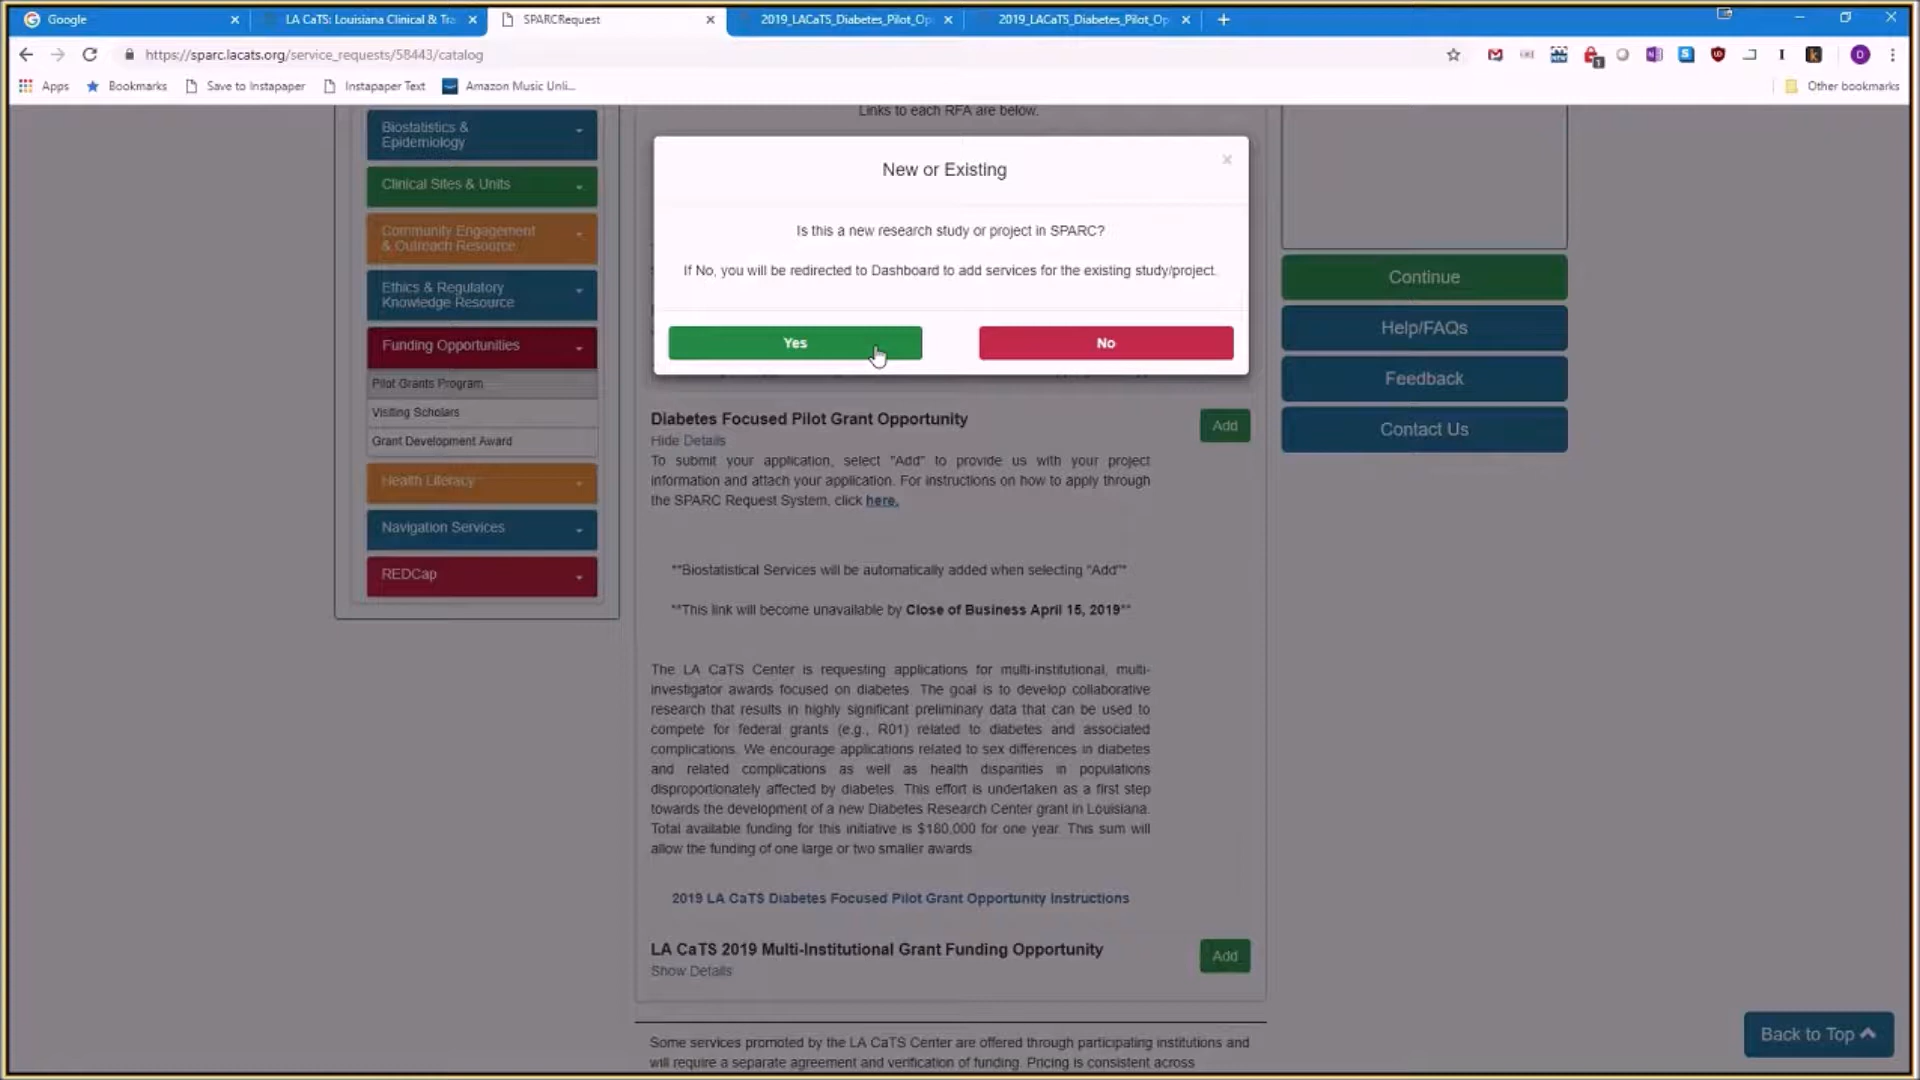 Google
LA CaTS: Louisiana Clinical & Tra
SPARCRequest
2019_LACaTS_Diabetes_Pilot_Op
2019_LACaTS_Diabetes_Pilot_Op
https://sparc.lacats.org/service_requests/58443/catalog
Apps
Bookmarks
Save to Instapaper
Instapaper Text
Amazon Music Unli...
Other bookmarks
Links to each RFA are below.
Biostatistics &
Epidemiology
Clinical Sites & Units
Community Engagement
& Outreach Resource
Ethics & Regulatory
Knowledge Resource
Funding Opportunities
Pilot Grants Program
Visiting Scholars
Grant Development Award
Health Literacy
Navigation Services
REDCap
New or Existing
Is this a new research study or project in SPARC?
If No, you will be redirected to Dashboard to add services for the existing study/project.
Yes
No
Continue
Help/FAQs
Feedback
Contact Us
Diabetes Focused Pilot Grant Opportunity
Add
Hide Details
To submit your application, select "Add" to provide us with your project
information and attach your application. For instructions on how to apply through
the SPARC Request System, click here.
**Biostatistical Services will be automatically added when selecting "Add"*
**This link will become unavailable by Close of Business April 15, 2019**
The LA CaTS Center is requesting applications for multi-institutional, multi-
investigator awards focused on diabetes. The goal is to develop collaborative
research that results in highly significant preliminary data that can be used to
compete for federal grants (e.g., R01) related to diabetes and associated
complications. We encourage applications related to sex differences in diabetes
and related complications as well as health disparities in populations
disproportionately affected by diabetes. This effort is undertaken as a first step
towards the development of a new Diabetes Research Center grant in Louisiana.
Total available funding for this initiative is $180,000 for one year. This sum will
allow the funding of one large or two smaller awards.
2019 LA CaTS Diabetes Focused Pilot Grant Opportunity Instructions
LA CaTS 2019 Multi-Institutional Grant Funding Opportunity
Add
Show Details
Some services promoted by the LA CaTS Center are offered through participating institutions and
will require a separate agreement and verification of funding. Pricing is consistent across
Back to Top